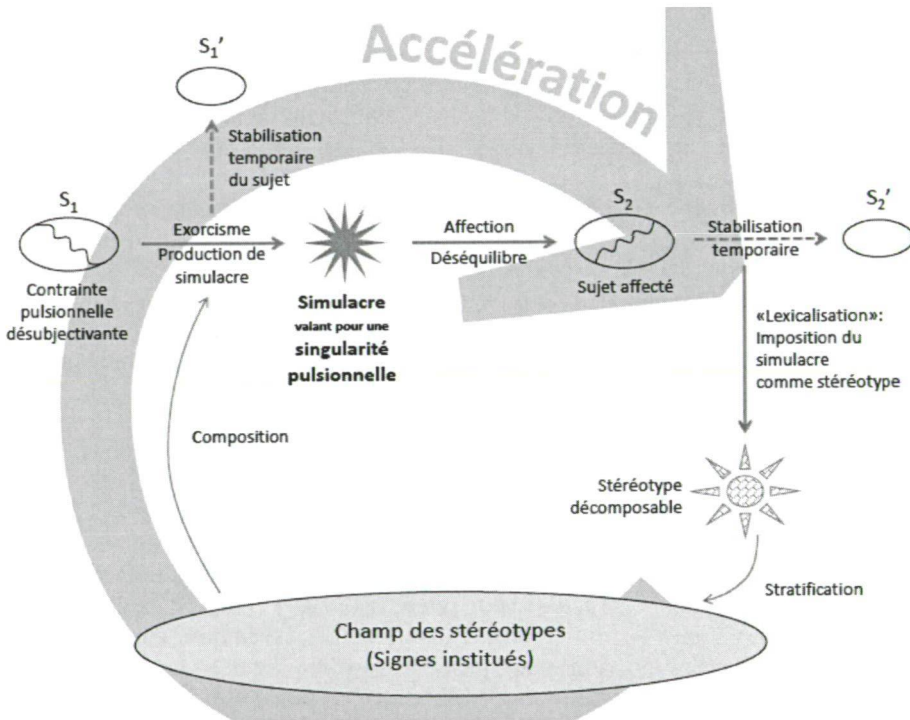 Accélération
S₁'
Stabilisation
temporaire
du sujet
S₁
Contrainte
pulsionnelle
désubjectivante
Exorcisme
Production de
simulacre
Simulacre
valant pour une
singularité
pulsionnelle
Affection
Déséquilibre
S₂
Sujet affecté
Stabilisation
temporaire
S₂'
«Lexicalisation»:
Imposition du
simulacre
comme stéréotype
Composition
Stéréotype
décomposable
Stratification
Champ des stéréotypes
(Signes institués)